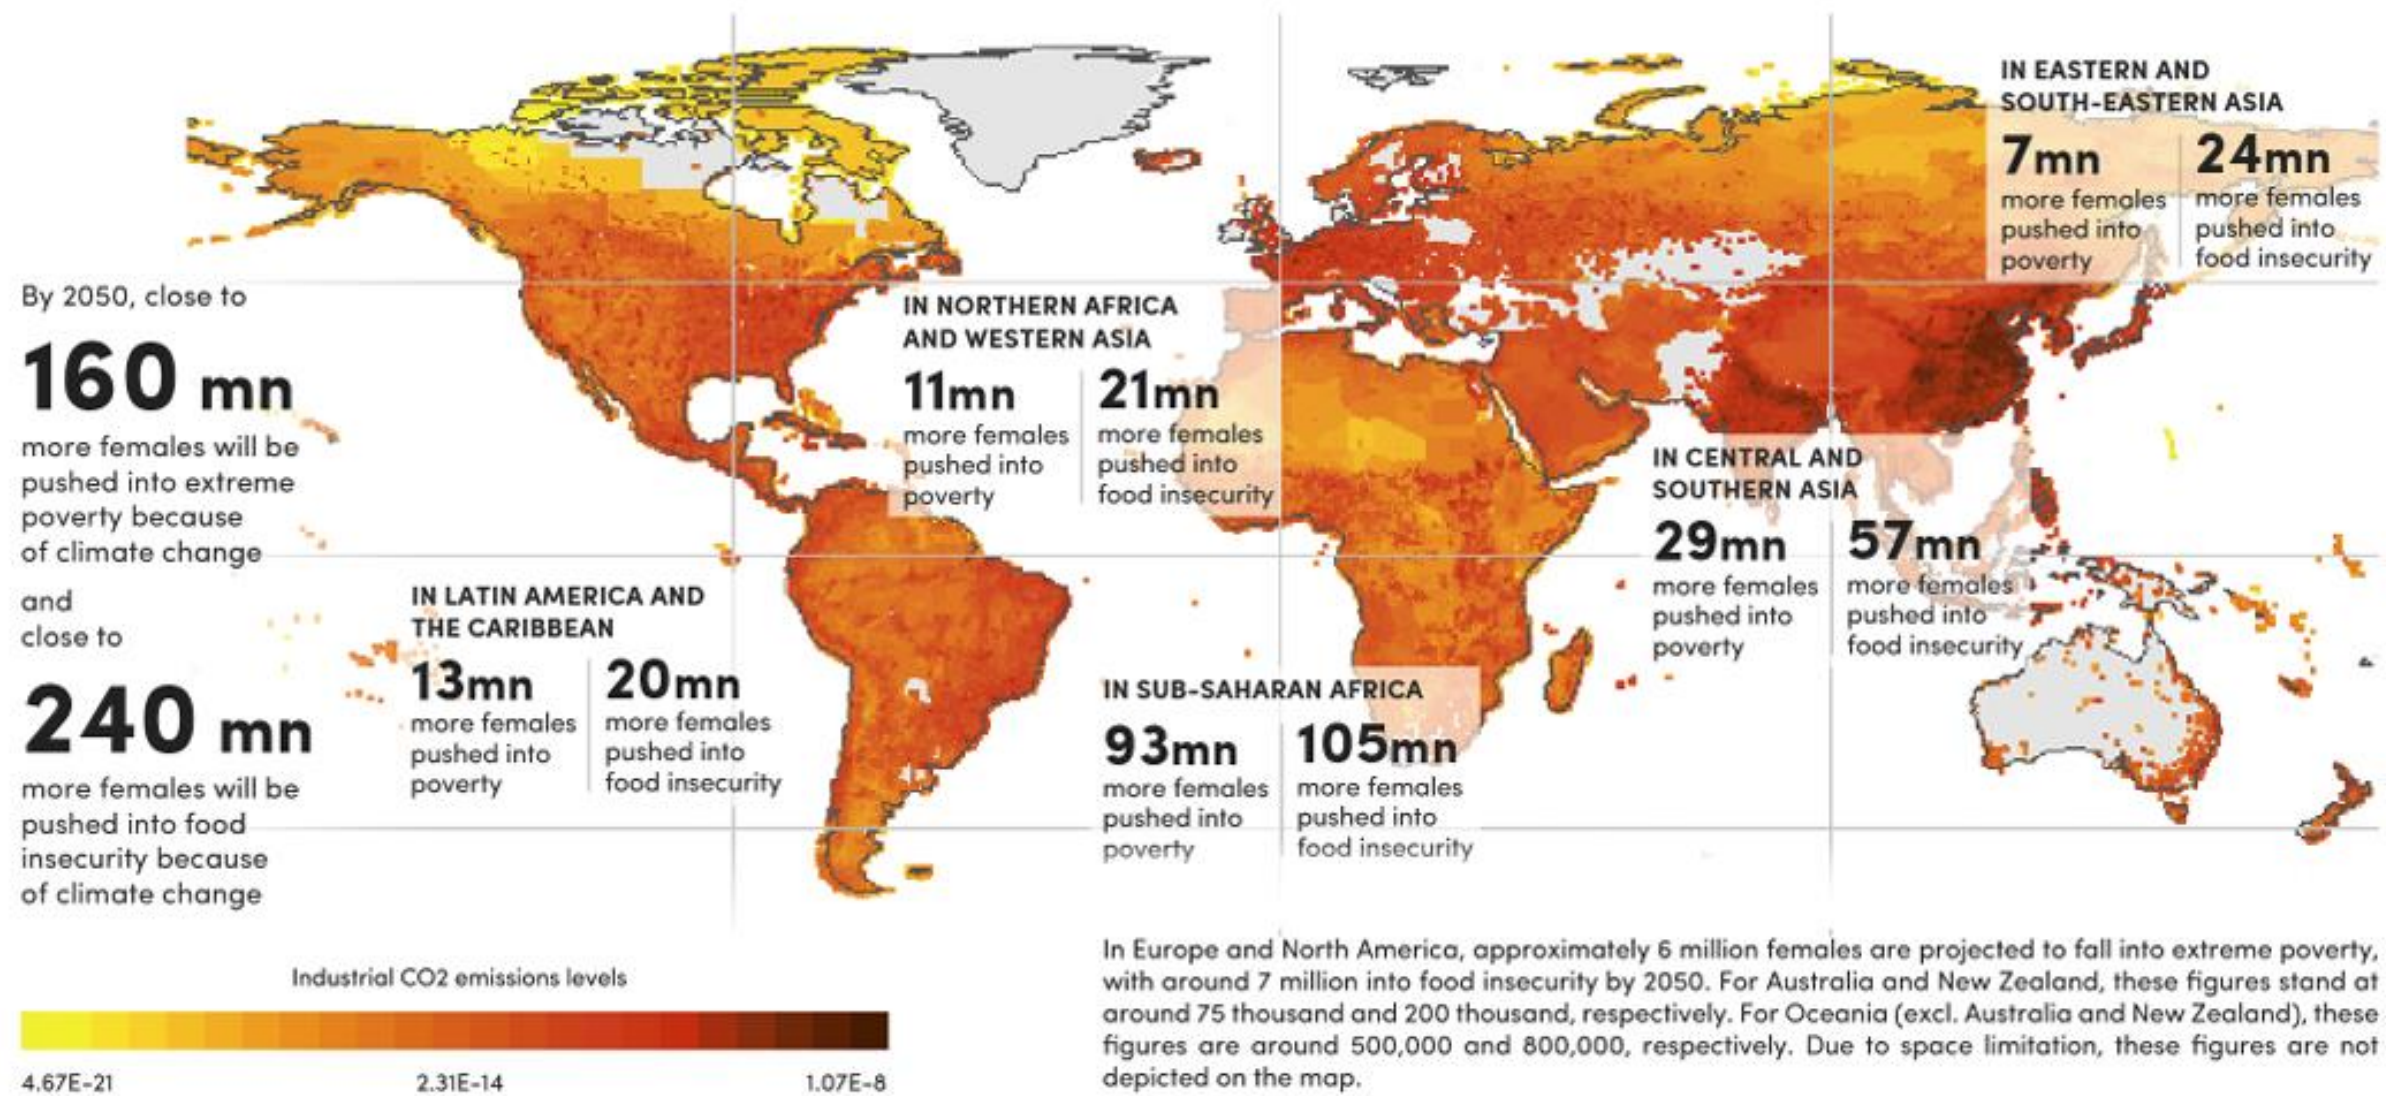 By 2050, close to
160 mn
more females will be
pushed into extreme
poverty because
of climate change
and
close to
240 mn
more females will be
pushed into food
insecurity because
of climate change
IN LATIN AMERICA AND
THE CARIBBEAN
13mn
more females
pushed into
poverty
20mn
more females
pushed into
food insecurity
IN NORTHERN AFRICA
AND WESTERN ASIA
11mn
more females
pushed into
poverty
21mn
more females
pushed into
food insecurity
IN SUB-SAHARAN AFRICA
93mn
more females
pushed into
poverty
105mn
more females
pushed into
food insecurity
IN CENTRAL AND
SOUTHERN ASIA
29mn
more females
pushed into
poverty
57mn
more females
pushed into
food insecurity
IN EASTERN AND
SOUTH-EASTERN ASIA
7mn
more females
pushed into
poverty
24mn
more females
pushed into
food insecurity
Industrial CO2 emissions levels
4.67E-21 2.31E-14 1.07E-8
In Europe and North America, approximately 6 million females are projected to fall into extreme poverty,
with around 7 million into food insecurity by 2050. For Australia and New Zealand, these figures stand at
around 75 thousand and 200 thousand, respectively. For Oceania (excl. Australia and New Zealand), these
figures are around 500,000 and 800,000, respectively. Due to space limitation, these figures are not
depicted on the map.